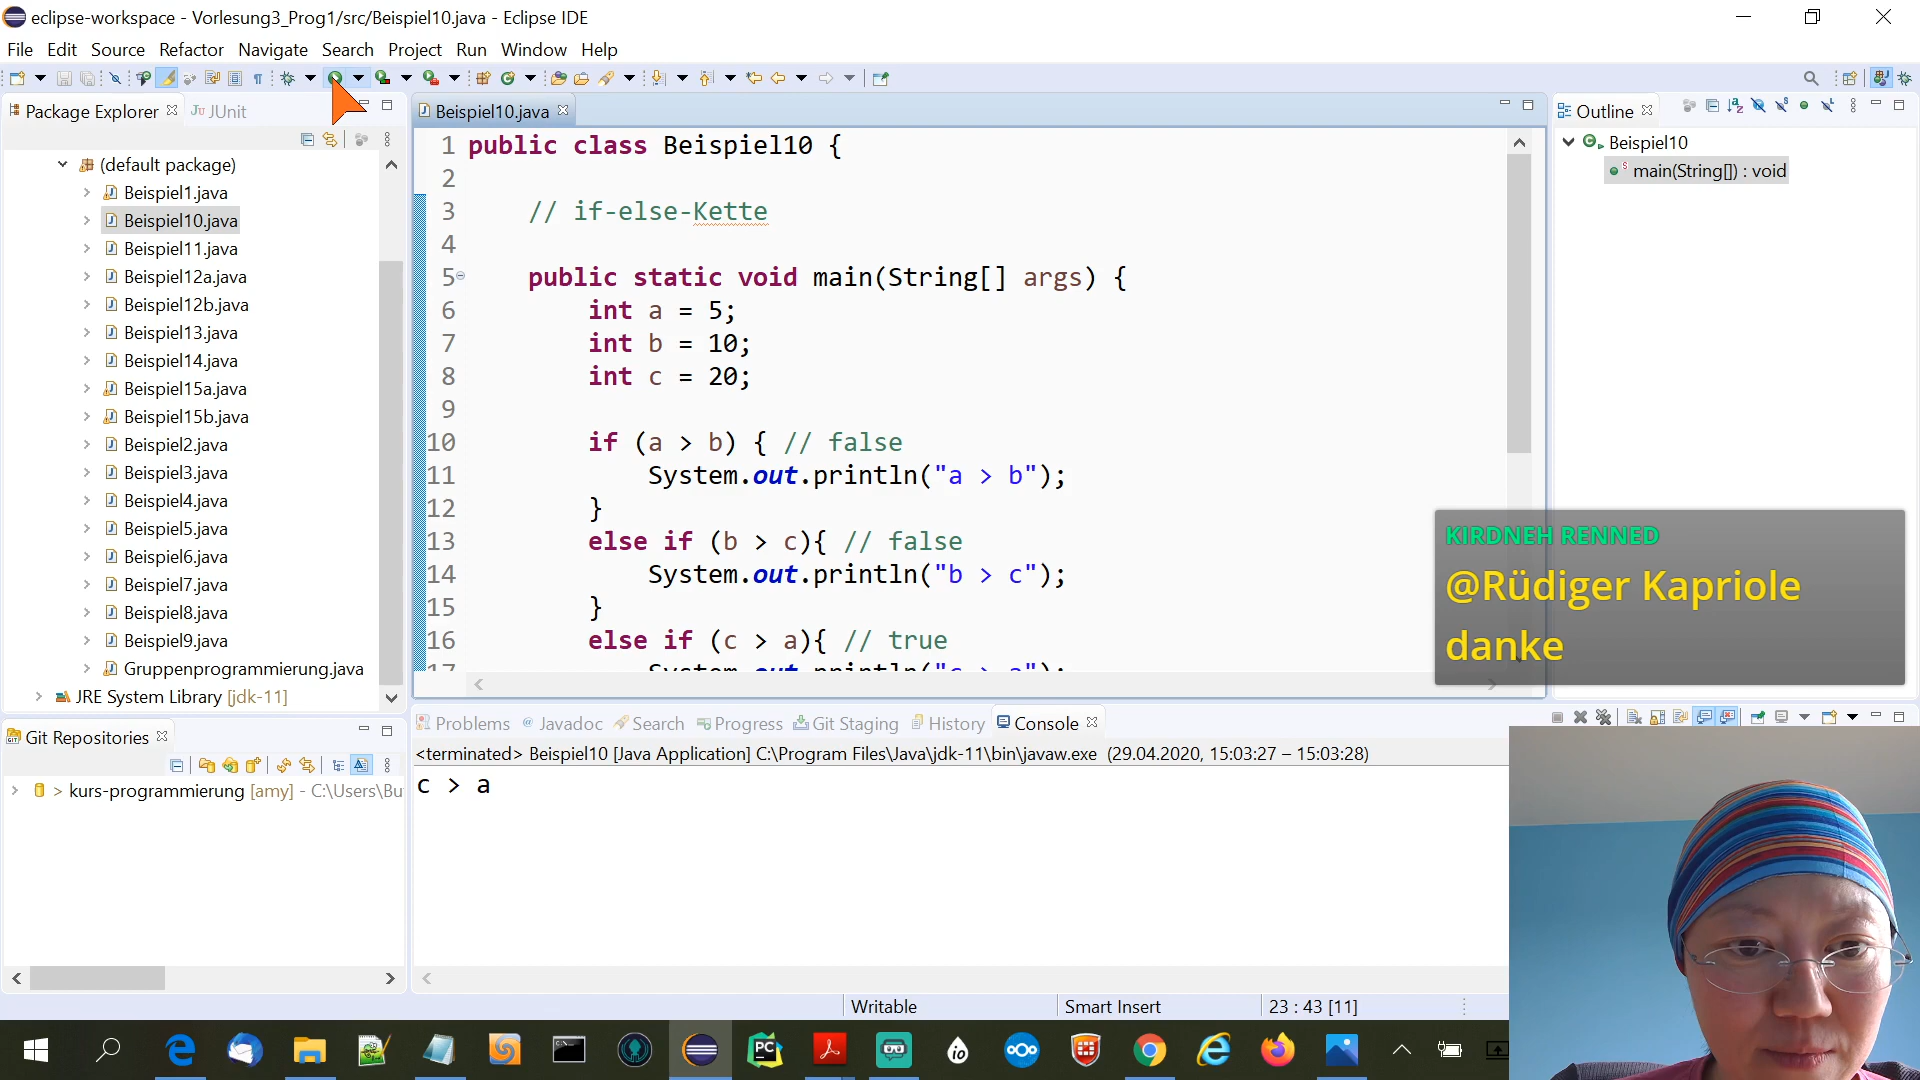 eclipse-workspace - Vorlesung3_Prog1/src/Beispiel10.java - Eclipse IDE
File Edit Source Refactor Navigate Search Project Run Window Help
Package Explorer
JUnit
(default package)
Beispiel1.java
Beispiel10.java
Beispiel11.java
Beispiel12a.java
Beispiel12b.java
Beispiel13.java
Beispiel14.java
Beispiel15a.java
Beispiel15b.java
Beispiel2.java
Beispiel3.java
Beispiel4.java
Beispiel5.java
Beispiel6.java
Beispiel7.java
Beispiel8.java
Beispiel9.java
Gruppenprogrammierung.java
JRE System Library [jdk-11]
Git Repositories
> kurs-programmierung [amy] - C:\Users\Bu
Beispiel10.java
1 public class Beispiel10 {
2
3 // if-else-Kette
4
5 public static void main(String[] args) {
6 int a = 5;
7 int b = 10;
8 int c = 20;
9
10 if (a > b) { // false
11 System.out.println("a > b");
12 }
13 else if (b > c){ // false
14 System.out.println("b > c");
15 }
16 else if (c > a){ // true
17 System.out.println("c > a");
Outline
Beispiel10
main(String[]) : void
KIRDNEH RENNED
@Rüdiger Kapriole
danke
Problems Javadoc Search Progress Git Staging History Console
<terminated> Beispiel10 [Java Application] C:\Program Files\Java\jdk-11\bin\javaw.exe (29.04.2020, 15:03:27 – 15:03:28)
c > a
Writable
Smart Insert
23 : 43 [11]